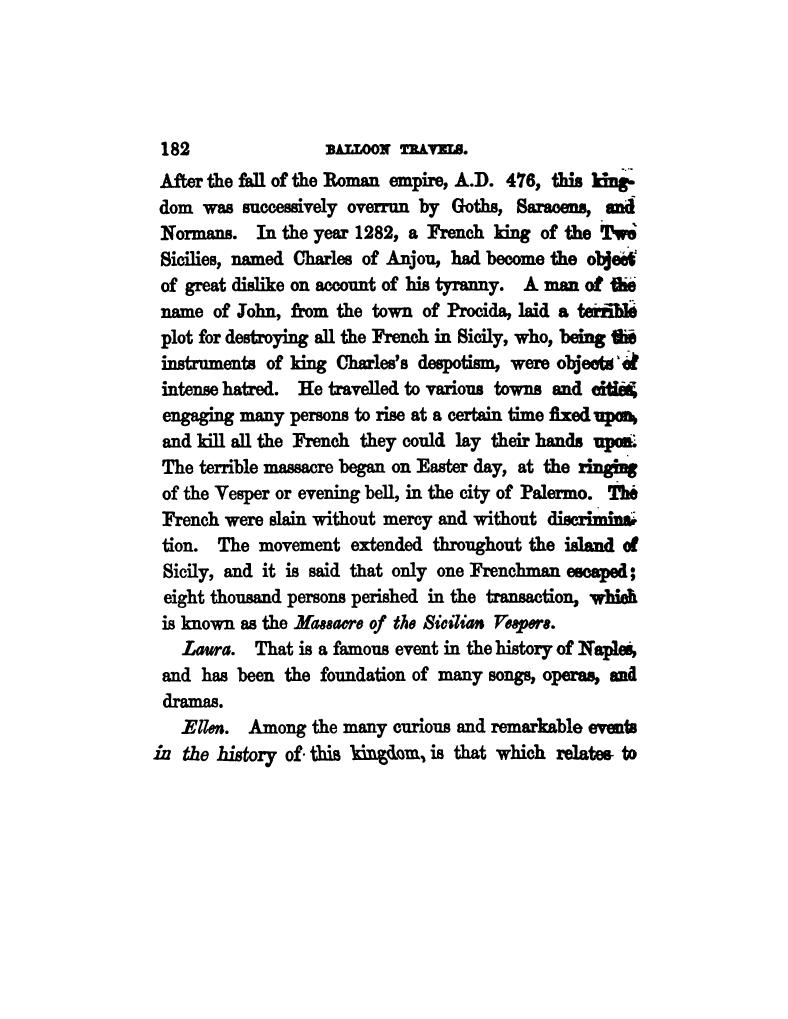 182 BALLOON TRAVELS.
After the fall of the Roman empire, A.D. 476, this king-
dom was successively overrun by Goths, Saracens, and
Normans. In the year 1282, a French king of the Two
Sicilies, named Charles of Anjou, had become the object
of great dislike on account of his tyranny. A man of the
name of John, from the town of Procida, laid a terrible
plot for destroying all the French in Sicily, who, being the
instruments of king Charles's despotism, were objects of
intense hatred. He travelled to various towns and cities,
engaging many persons to rise at a certain time fixed upon,
and kill all the French they could lay their hands upon.
The terrible massacre began on Easter day, at the ringing
of the Vesper or evening bell, in the city of Palermo. The
French were slain without mercy and without discrimina-
tion. The movement extended throughout the island of
Sicily, and it is said that only one Frenchman escaped;
eight thousand persons perished in the transaction, which
is known as the Massacre of the Sicilian Vespers.
Laura. That is a famous event in the history of Naples,
and has been the foundation of many songs, operas, and
dramas.
Ellen. Among the many curious and remarkable events
in the history of this kingdom, is that which relates to